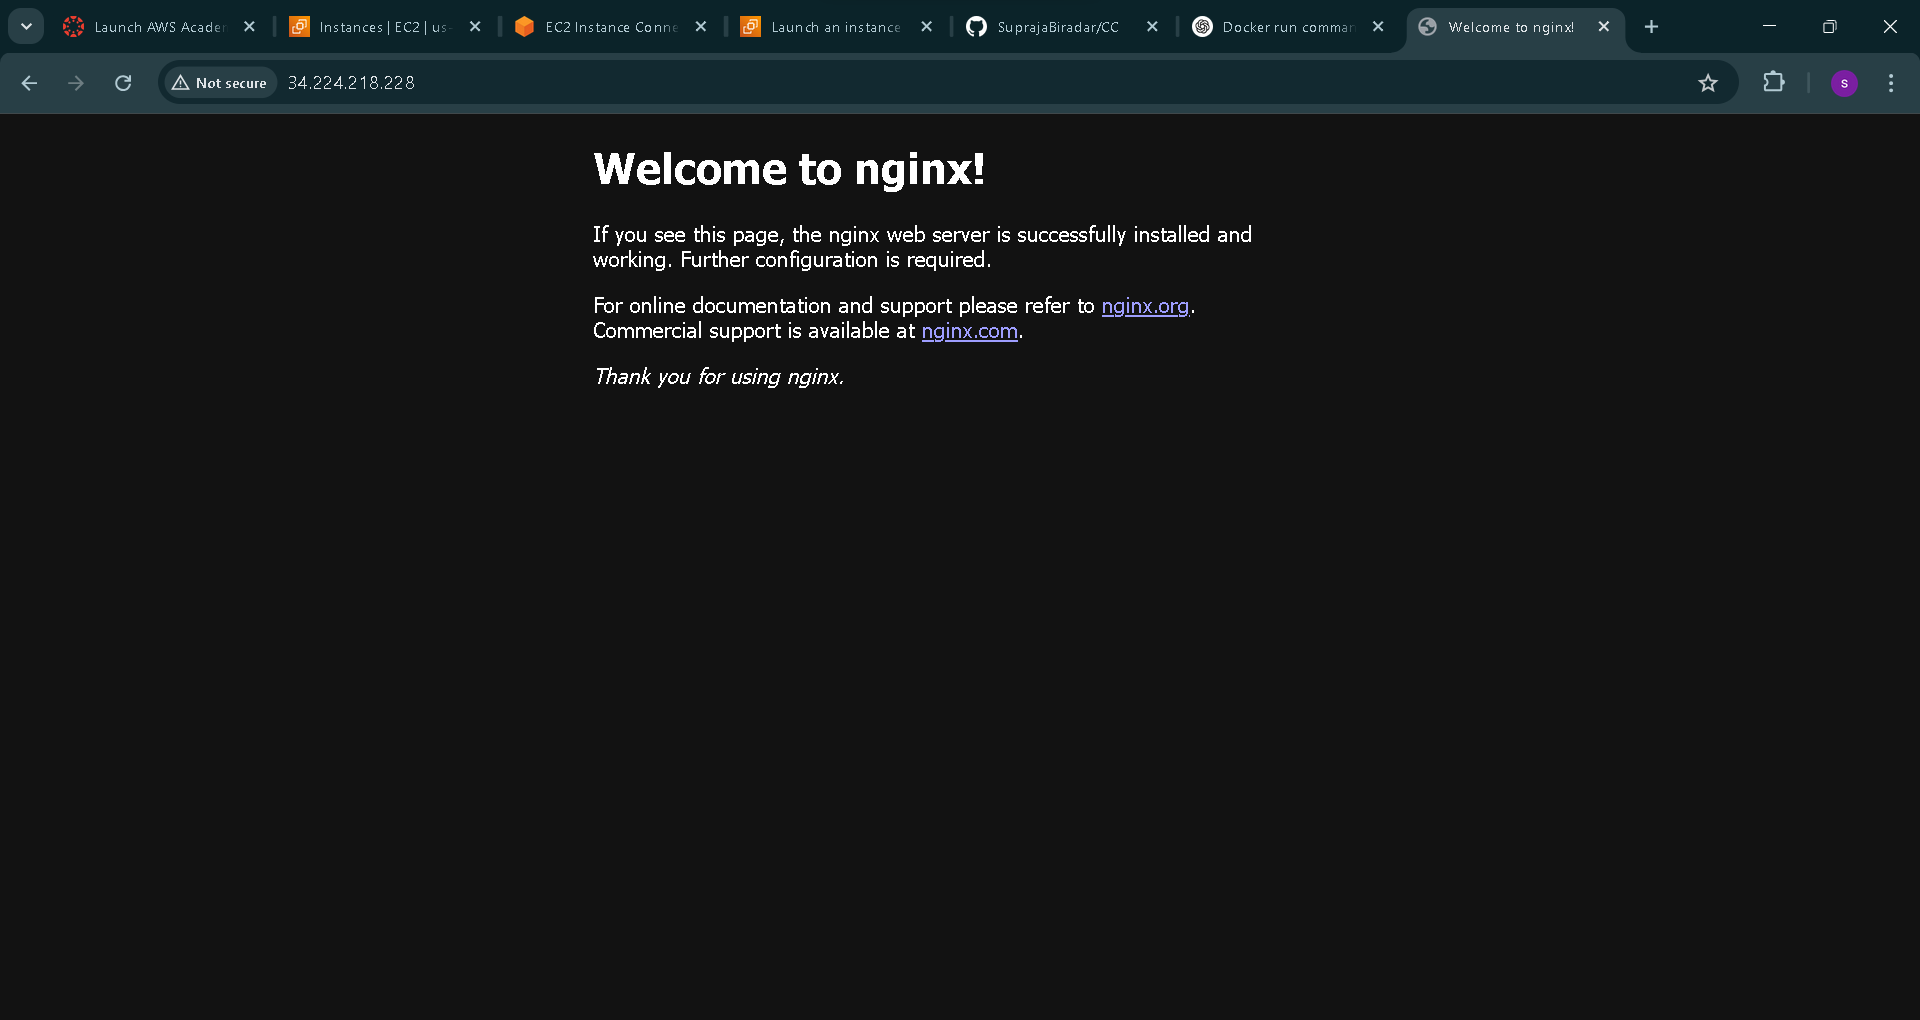 Launch AWS Acader
Instances | EC2 | us-
EC2 Instance Conne
Launch an instance
SuprajaBiradar/CC
Docker run comman
Welcome to nginx!
Not secure
34.224.218.228
S
Welcome to nginx!
If you see this page, the nginx web server is successfully installed and
working. Further configuration is required.
For online documentation and support please refer to nginx.org.
Commercial support is available at nginx.com.
Thank you for using nginx.